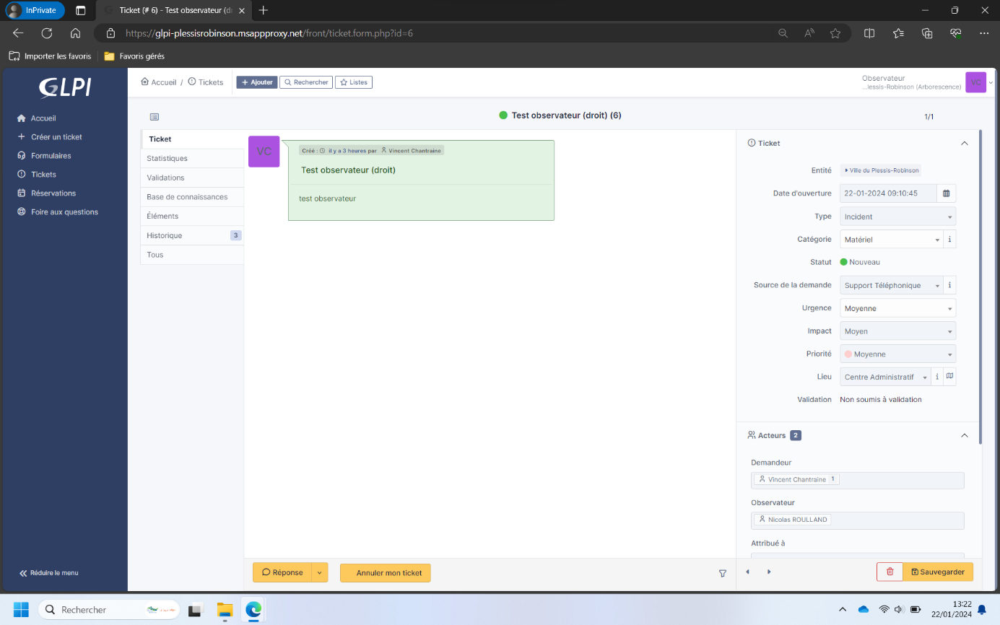 InPrivate
Ticket (# 6) - Test observateur (d
https://glpi-plessisrobinson.msappproxy.net/front/ticket.form.php?id=6
Importer les favoris
Favoris gérés
GLPI
Accueil
Créer un ticket
Formulaires
Tickets
Réservations
Foire aux questions
Réduire le menu
Accueil / Tickets
Ajouter
Rechercher
Listes
Observateur
...lessis-Robinson (Arborescence)
VC
Test observateur (droit) (6)
1/1
Ticket
Statistiques
Validations
Base de connaissances
Éléments
Historique 3
Tous
VC
Créé : il y a 3 heures par Vincent Chantraine
Test observateur (droit)
test observateur
Ticket
Entité Ville du Plessis-Robinson
Date d'ouverture 22-01-2024 09:10:45
Type Incident
Catégorie Matériel i
Statut Nouveau
Source de la demande Support Téléphonique i
Urgence Moyenne
Impact Moyen
Priorité Moyenne
Lieu Centre Administratif i
Validation Non soumis à validation
Acteurs 2
Demandeur
Vincent Chantraine 1
Observateur
Nicolas ROULLAND
Attribué à
Réponse
Annuler mon ticket
Sauvegarder
Rechercher
13:22
22/01/2024